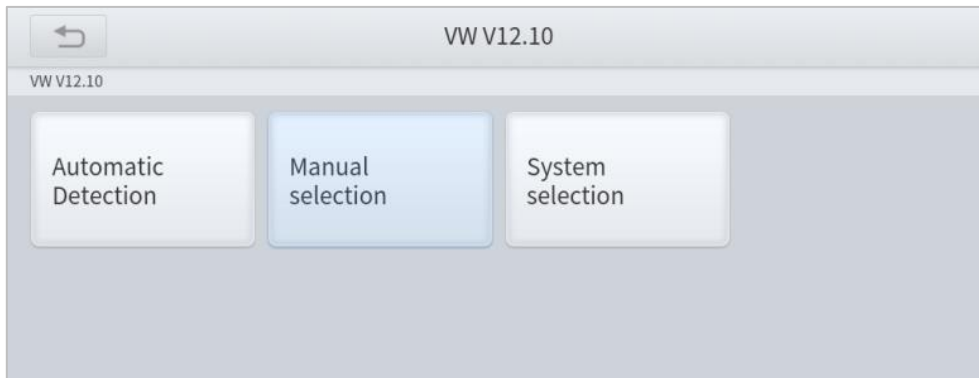 VW V12.10
VW V12.10
Automatic
Detection
Manual
selection
System
selection